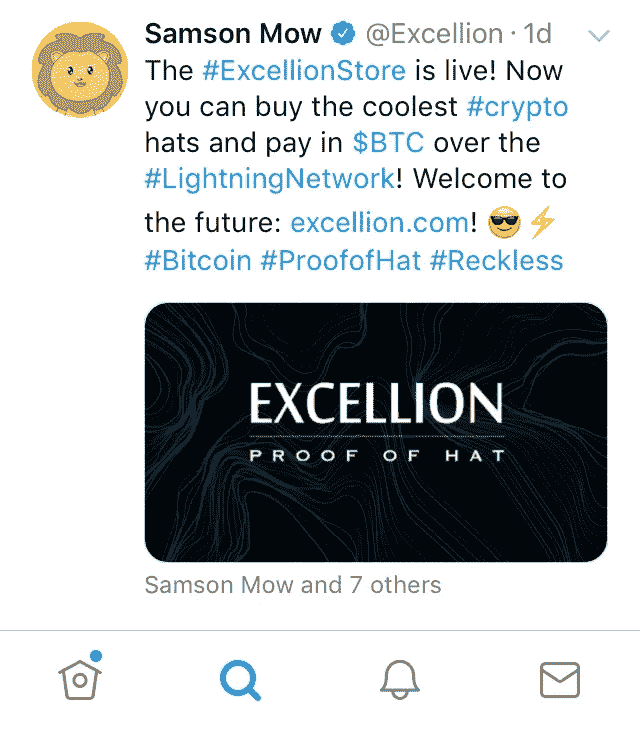 Samson Mow @Excellion · 1d
The #ExcellionStore is live! Now
you can buy the coolest #crypto
hats and pay in $BTC over the
#LightningNetwork! Welcome to
the future: excellion.com! 😎⚡
#Bitcoin #ProofofHat #Reckless
EXCELLION
PROOF OF HAT
Samson Mow and 7 others